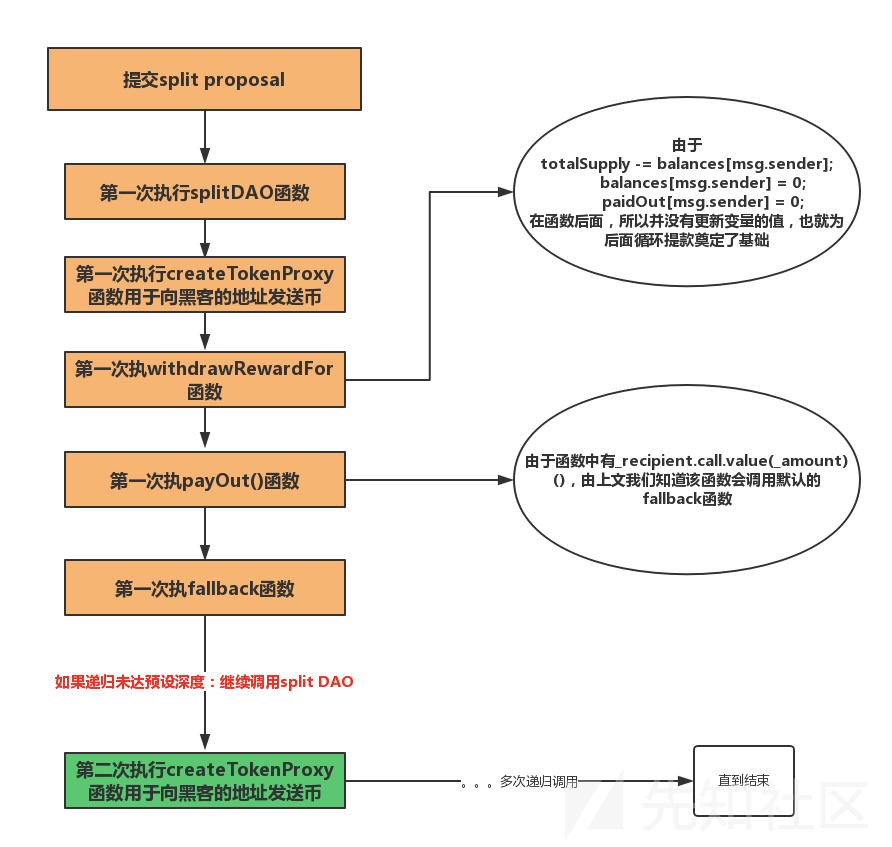 提交split proposal
第一次执行splitDAO函数
第一次执行createTokenProxy
函数用于向黑客的地址发送币
第一次执withdrawRewardFor
函数
第一次执payOut()函数
第一次执fallback函数
如果递归未达预设深度：继续调用split DAO
第二次执行createTokenProxy
函数用于向黑客的地址发送币
。。。多次递归调用
直到结束
由于
totalSupply -= balances[msg.sender];
balances[msg.sender] = 0;
paidOut[msg.sender] = 0;
在函数后面，所以并没有更新变量的值，也就为
后面循环提款奠定了基础
由于函数中有_recipient.call.value(_amount)
()，由上文我们知道该函数会调用默认的
fallback函数
先知社区